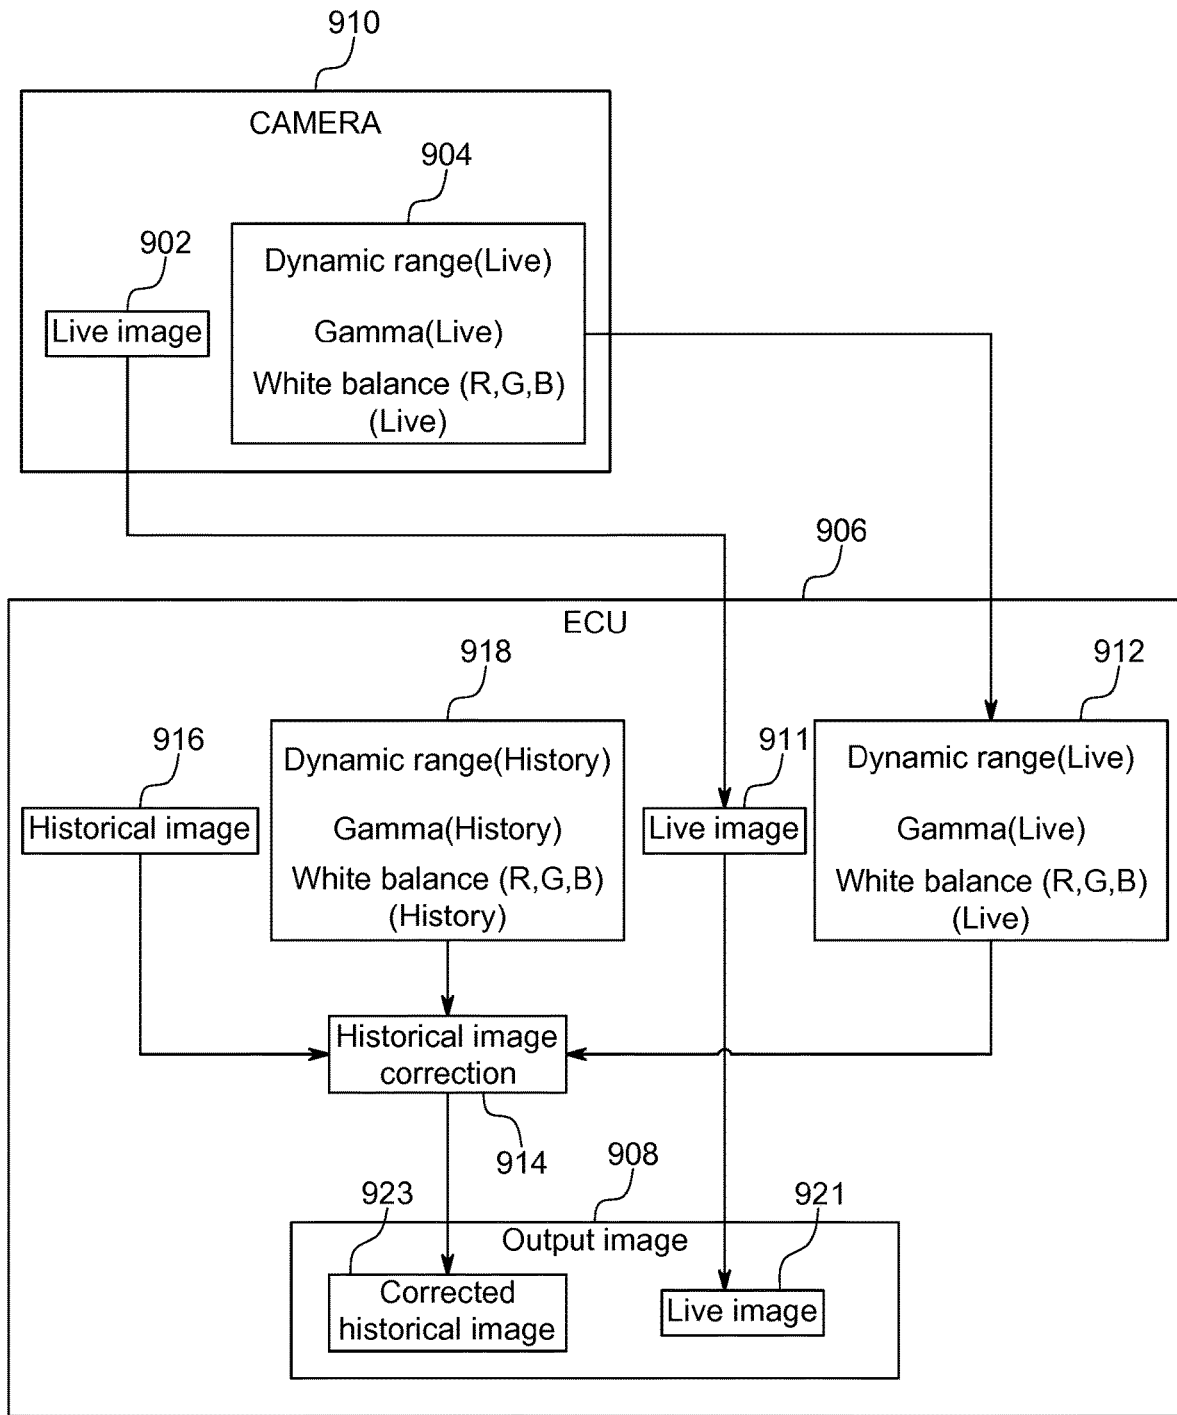 910
CAMERA
904
902
Dynamic range(Live)
Live image
Gamma(Live)
White balance (R,G,B)
(Live)
906
ECU
918
912
916
911
Dynamic range(History)
Dynamic range(Live)
Historical image
Gamma(History)
Live image
Gamma(Live)
White balance (R,G,B)
(History)
White balance (R,G,B)
(Live)
Historical image
correction
914
908
923
921
Output image
Corrected
historical image
Live image